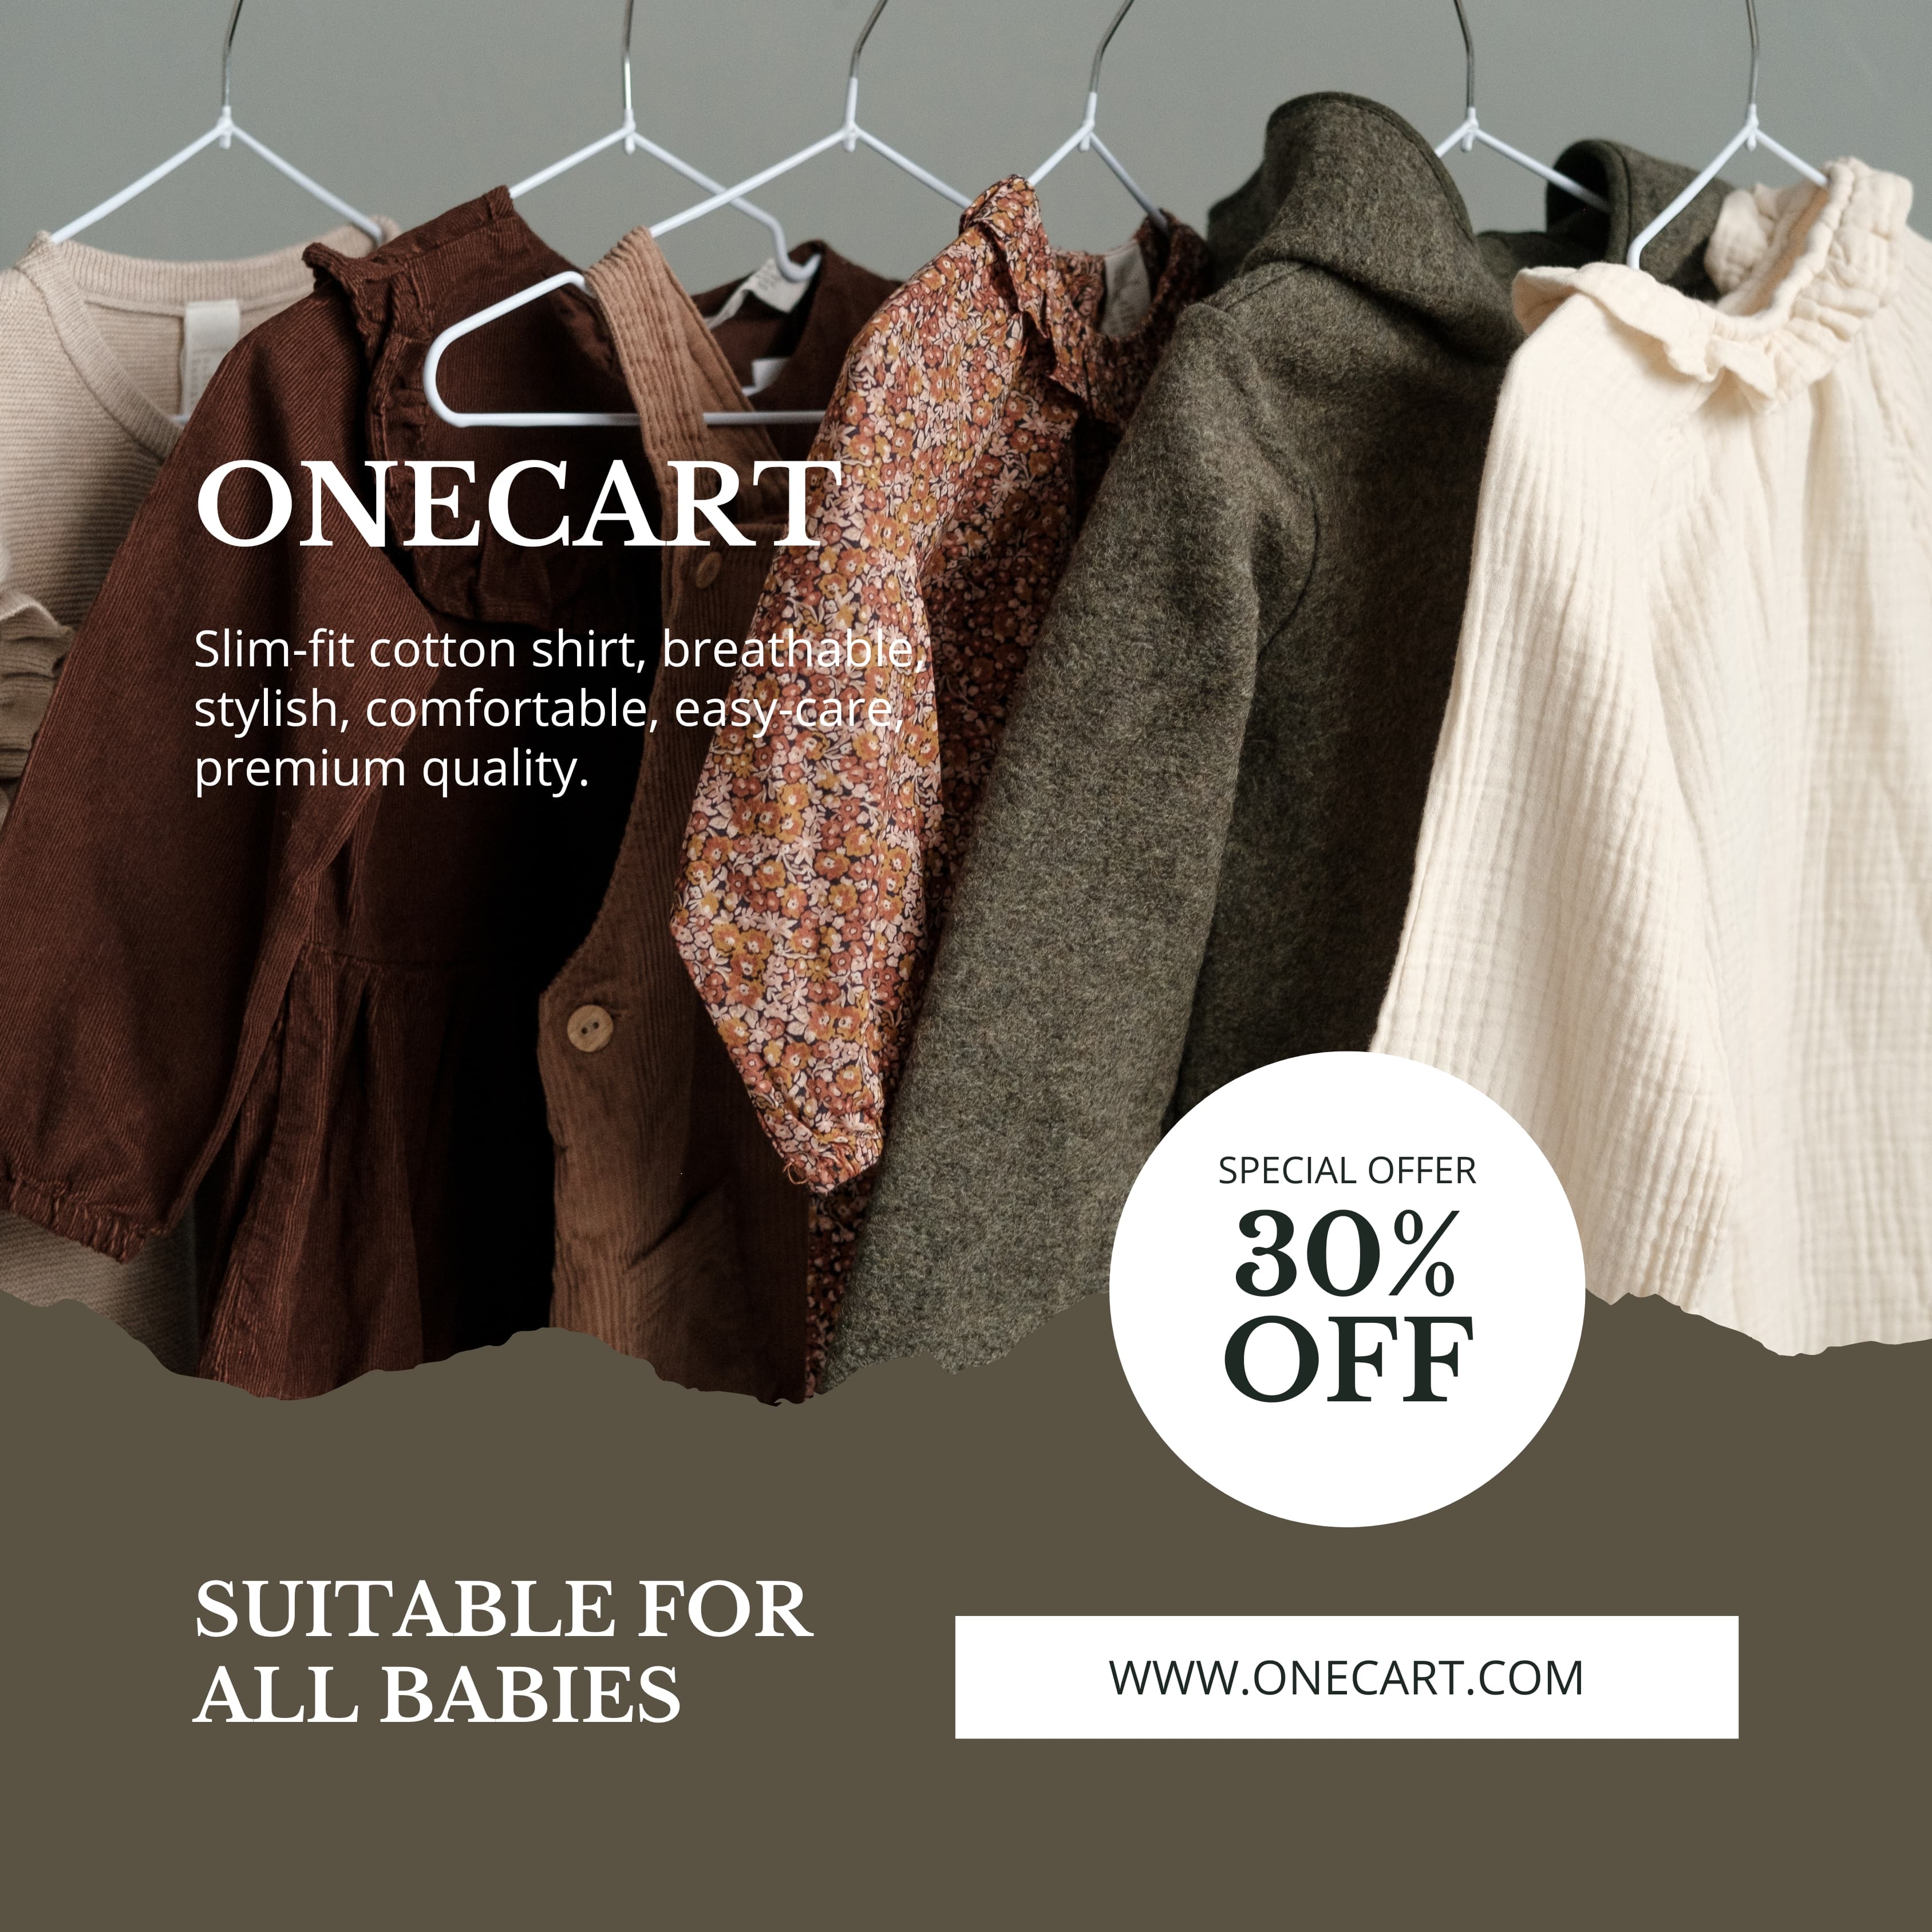 ONECART
Slim-fit cotton shirt, breathable,
stylish, comfortable, easy-care,
premium quality.
SPECIAL OFFER
30%
OFF
SUITABLE FOR
ALL BABIES
WWW.ONECART.COM